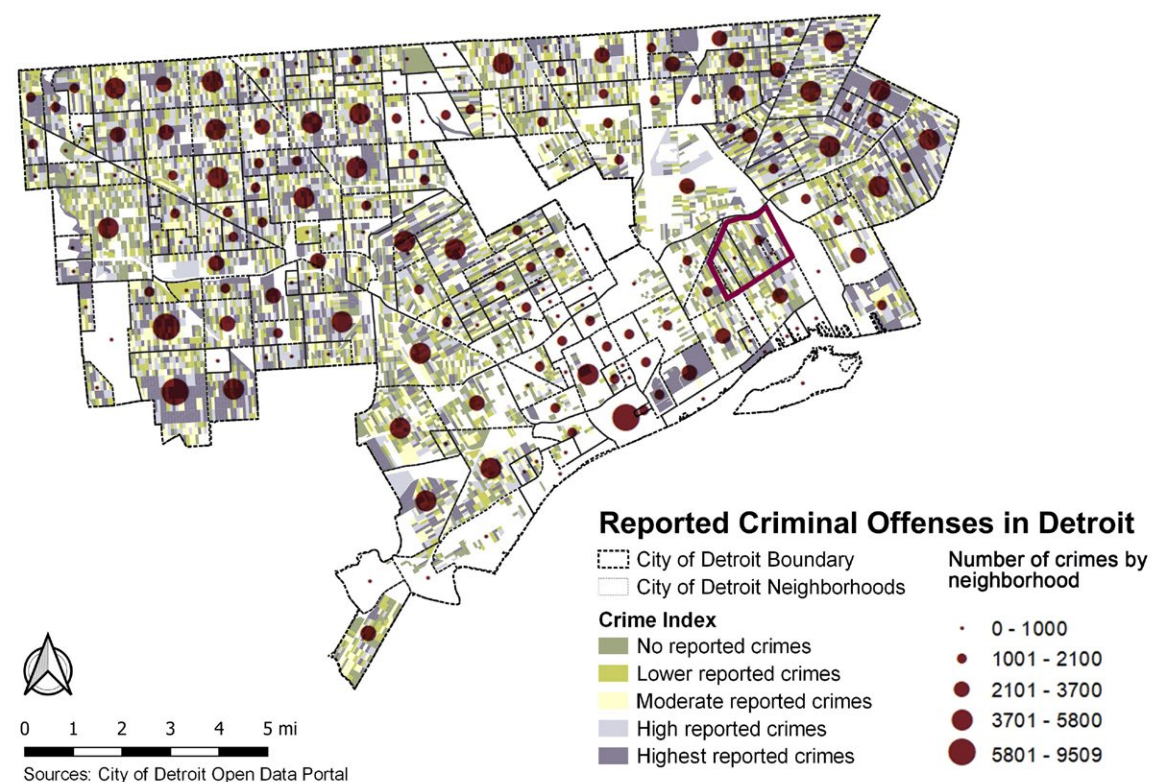 Reported Criminal Offenses in Detroit
City of Detroit Boundary
City of Detroit Neighborhoods
Crime Index
No reported crimes
Lower reported crimes
Moderate reported crimes
High reported crimes
Highest reported crimes
Number of crimes by
neighborhood
0 - 1000
1001 - 2100
2101 - 3700
3701 - 5800
5801 - 9509
0 1 2 3 4 5 mi
Sources: City of Detroit Open Data Portal